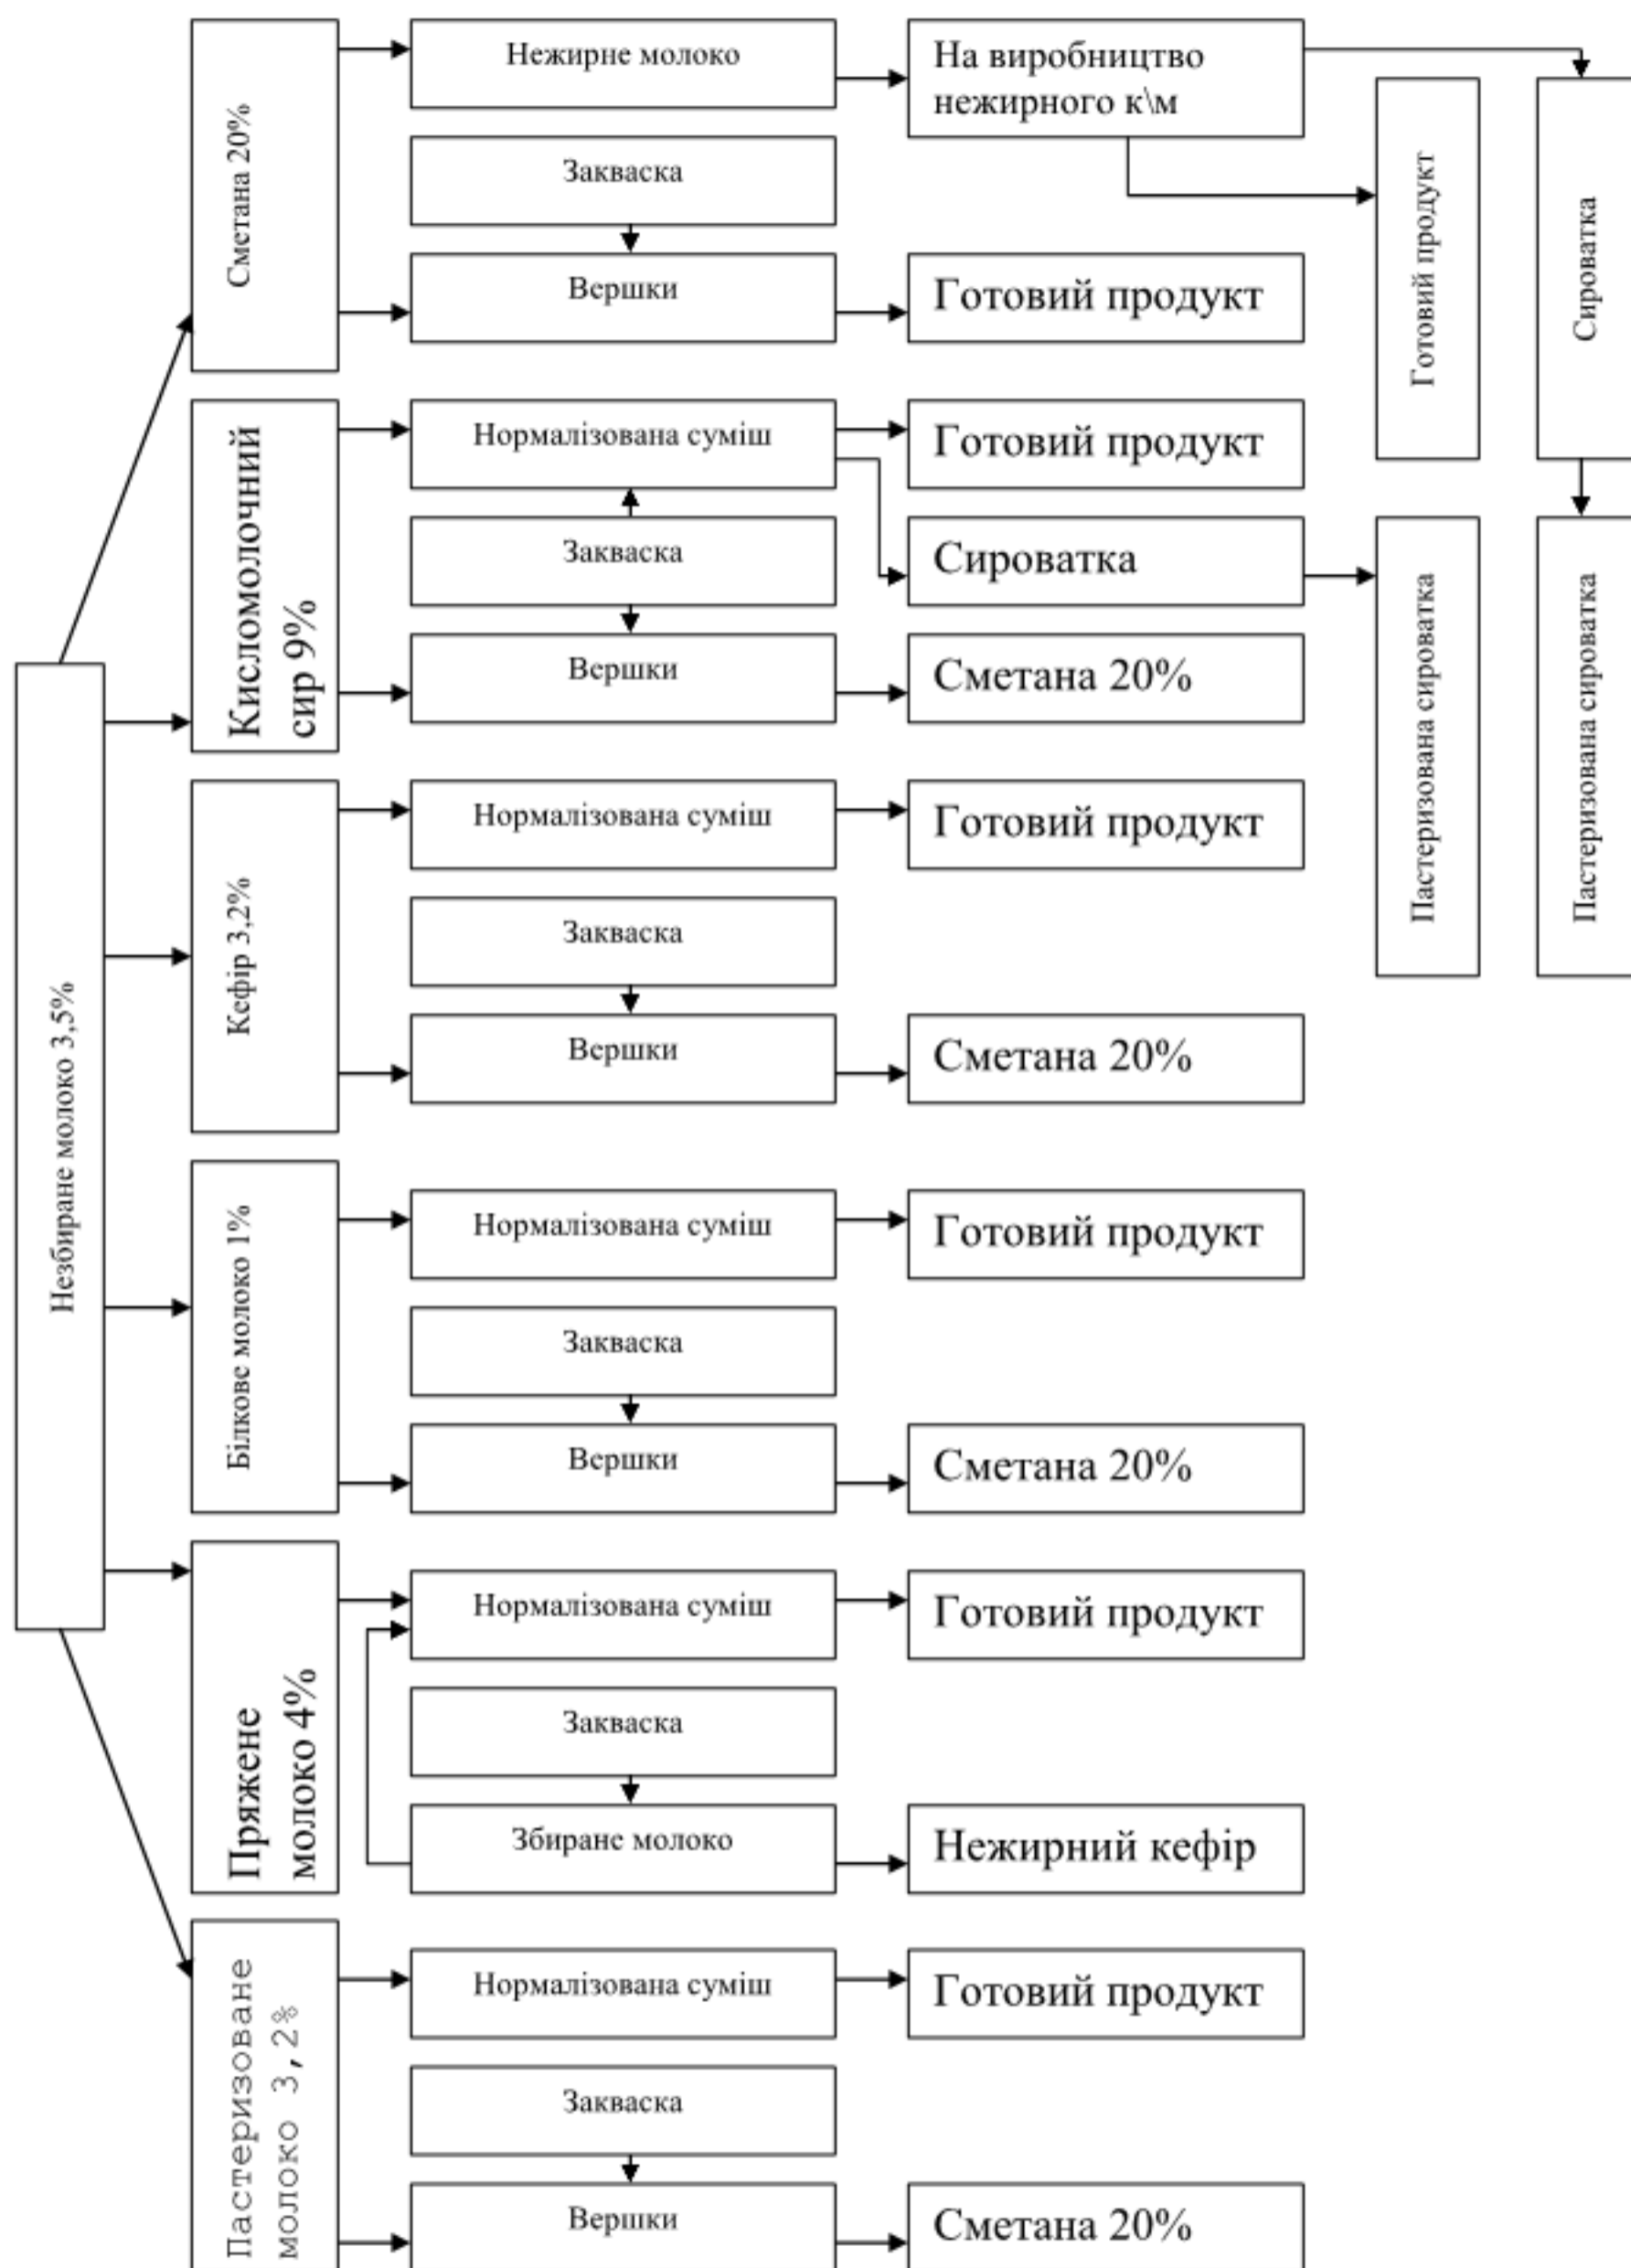 Незбиране молоко 3,5%
Сметана 20%
Нежирне молоко
На виробництво
нежирного к\м
Закваска
Вершки
Готовий продукт
Готовий продукт
Сироватка
Кисломолочний
сир 9%
Нормалізована суміш
Готовий продукт
Закваска
Сироватка
Вершки
Сметана 20%
Пастеризована сироватка
Пастеризована сироватка
Кефір 3,2%
Нормалізована суміш
Готовий продукт
Закваска
Вершки
Сметана 20%
Білкове молоко 1%
Нормалізована суміш
Готовий продукт
Закваска
Вершки
Сметана 20%
Пряжене
молоко 4%
Нормалізована суміш
Готовий продукт
Закваска
Збиране молоко
Нежирний кефір
Пастеризоване
молоко 3,2%
Нормалізована суміш
Готовий продукт
Закваска
Вершки
Сметана 20%